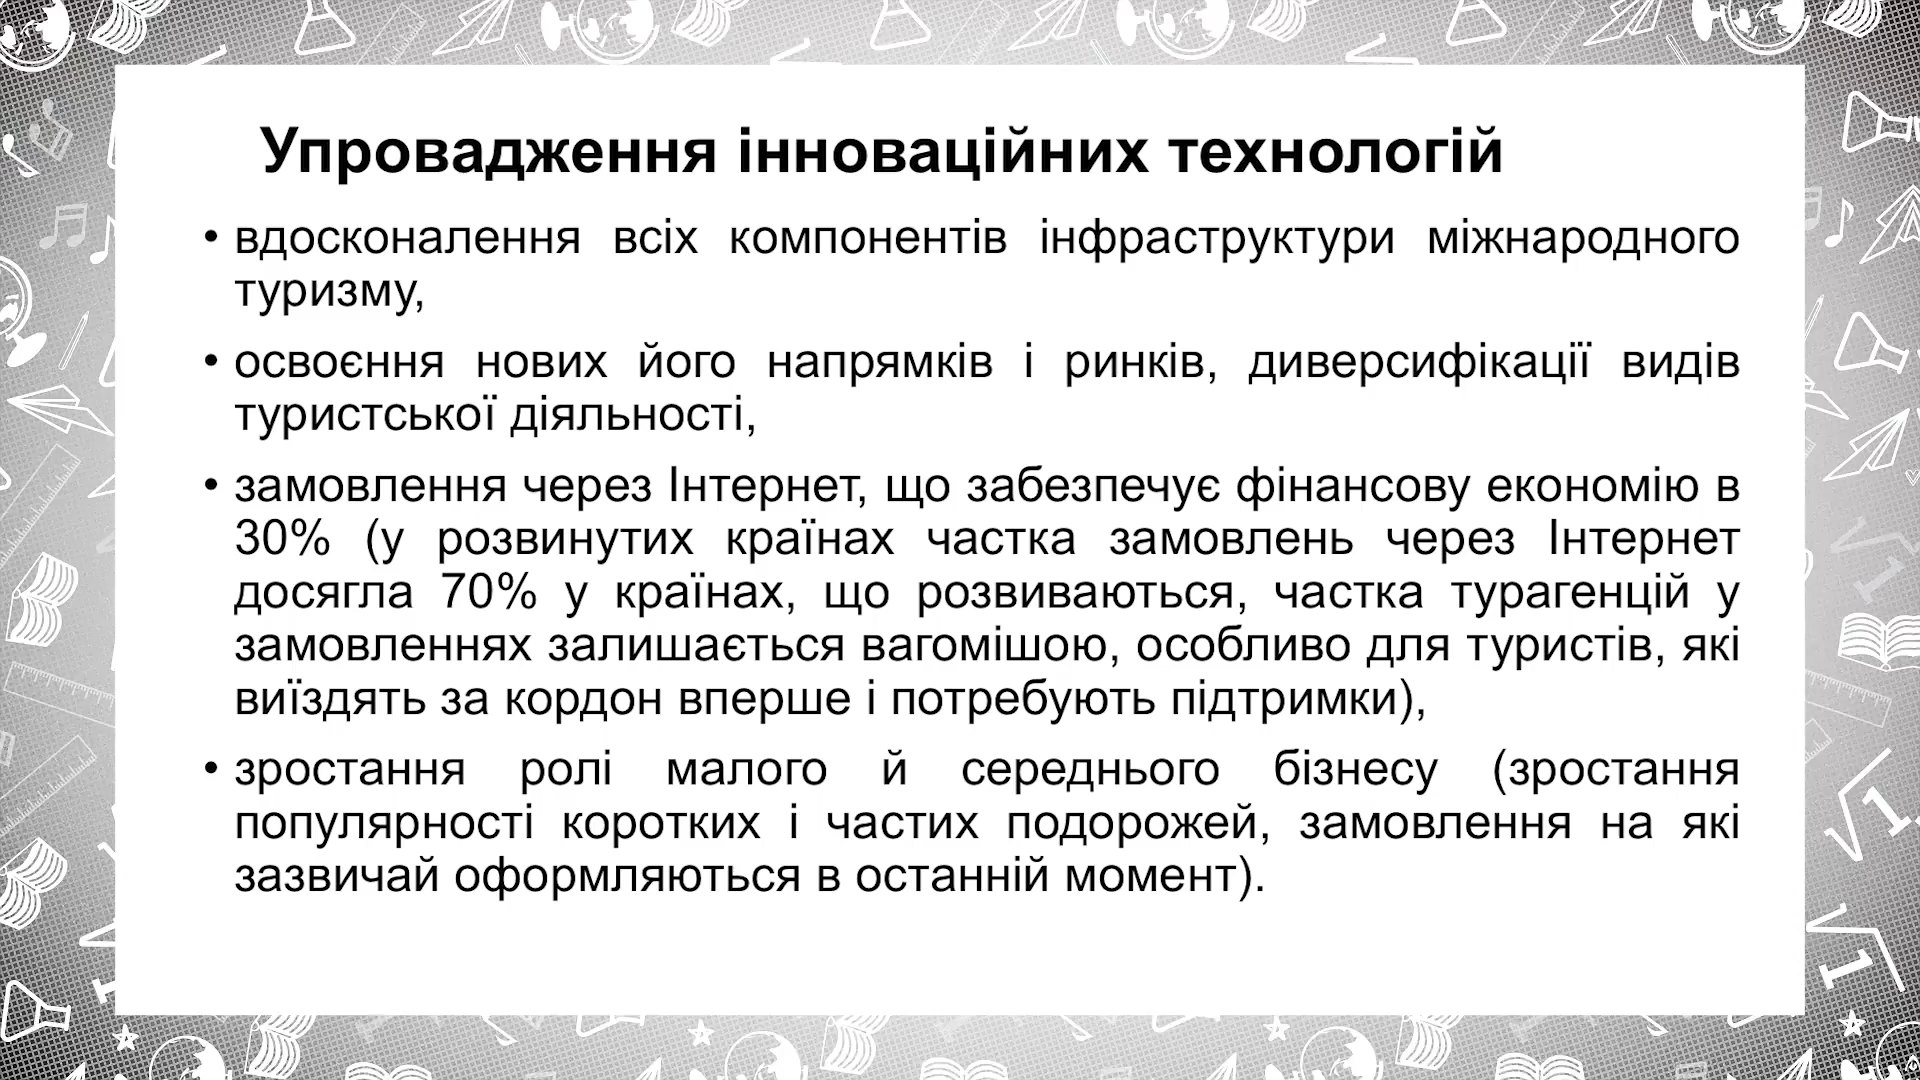 Упровадження інноваційних технологій
• вдосконалення всіх компонентів інфраструктури міжнародного
туризму,
• освоєння нових його напрямків і ринків, диверсифікації видів
туристської діяльності,
• замовлення через Інтернет, що забезпечує фінансову економію в
30% (у розвинутих країнах частка замовлень через Інтернет
досягла 70% у країнах, що розвиваються, частка турагенцій у
замовленнях залишається вагомішою, особливо для туристів, які
виїздять за кордон вперше і потребують підтримки),
• зростання ролі малого й середнього бізнесу (зростання
популярності коротких і частих подорожей, замовлення на які
зазвичай оформляються в останній момент).